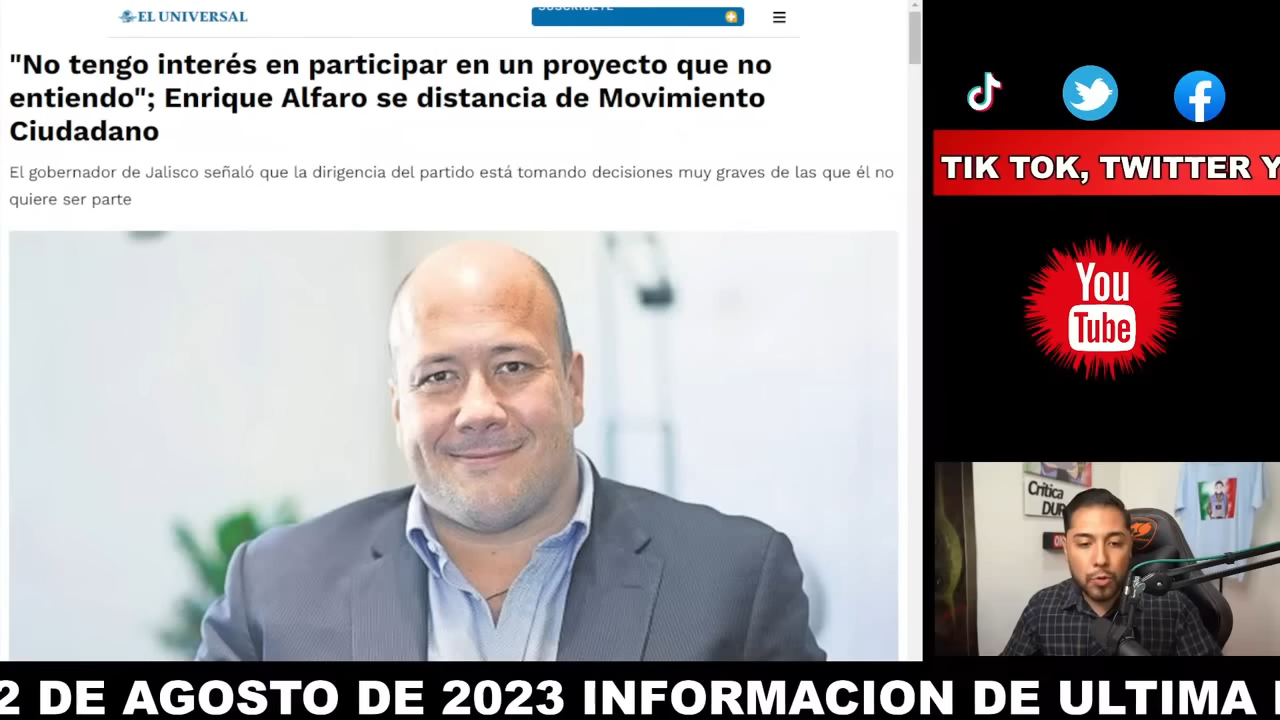 EL UNIVERSAL
SUSCRÍBETE
"No tengo interés en participar en un proyecto que no
entiendo"; Enrique Alfaro se distancia de Movimiento
Ciudadano
El gobernador de Jalisco señaló que la dirigencia del partido está tomando decisiones muy graves de las que él no
quiere ser parte
TIK TOK, TWITTER Y
You
Tube
Crítica
DUR
2 DE AGOSTO DE 2023 INFORMACION DE ULTIMA